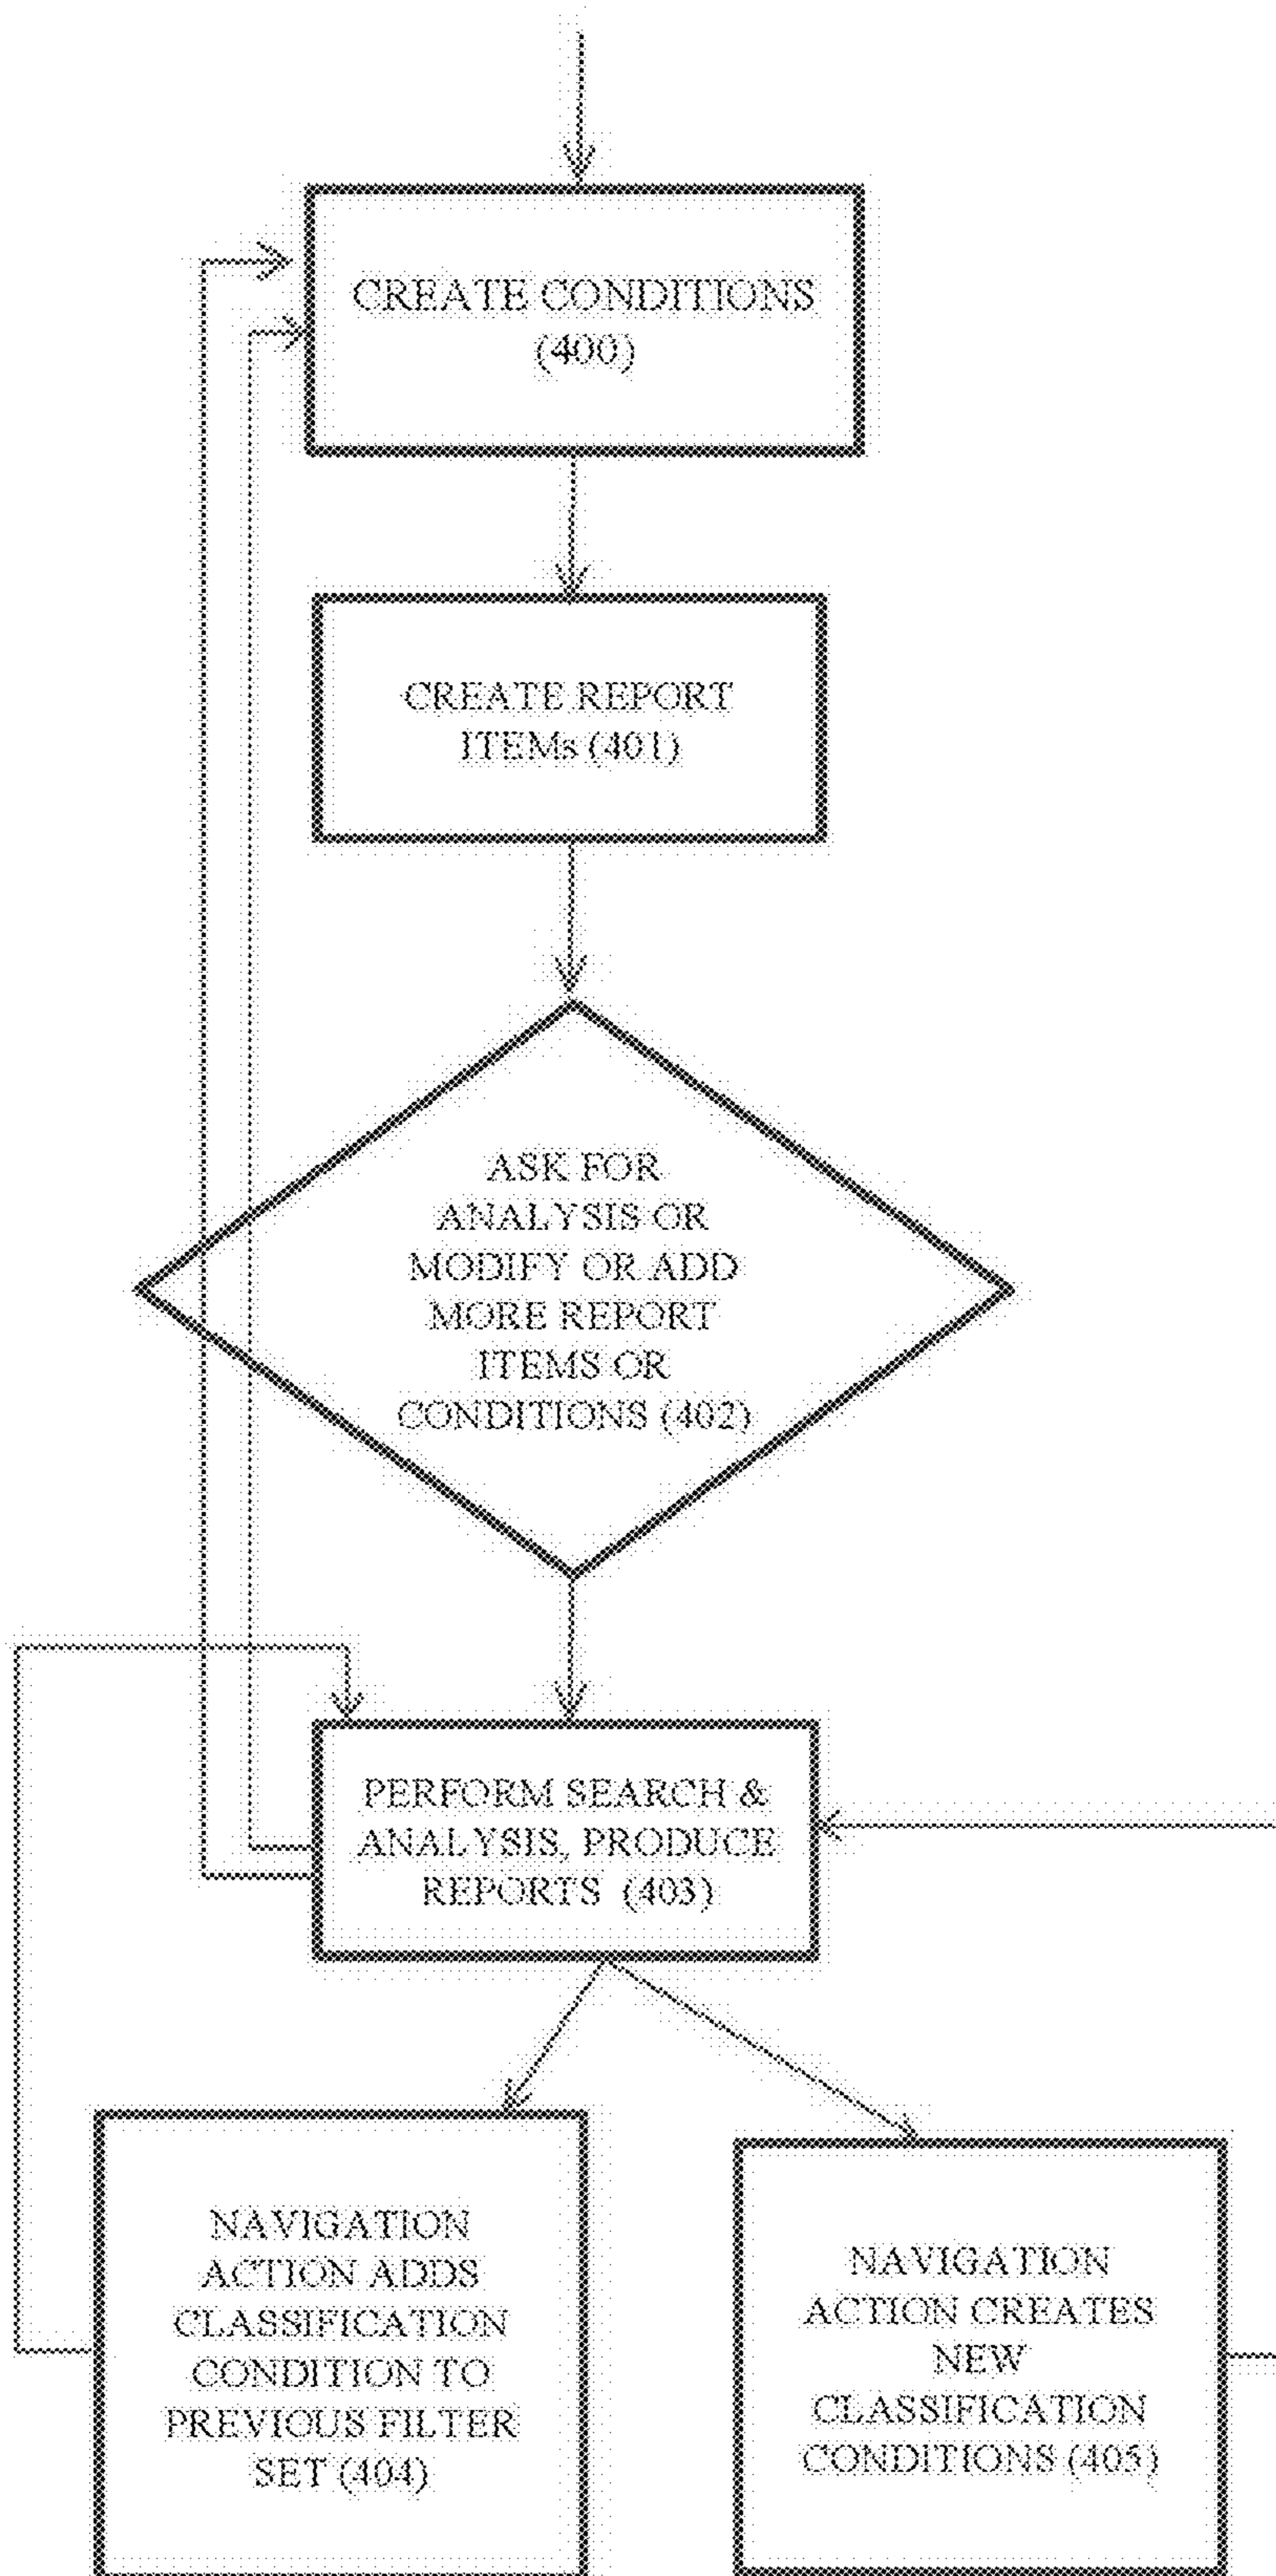 CREATE CONDITIONS
(400)
CREATE REPORT
ITEMs (401)
ASK FOR
ANALYSIS OR
MODIFY OR ADD
MORE REPORT
ITEMS OR
CONDITIONS (402)
PERFORM SEARCH &
ANALYSIS, PRODUCE
REPORTS (403)
NAVIGATION
ACTION ADDS
CLASSIFICATION
CONDITION TO
PREVIOUS FILTER
SET (404)
NAVIGATION
ACTION CREATES
NEW
CLASSIFICATION
CONDITIONS (405)